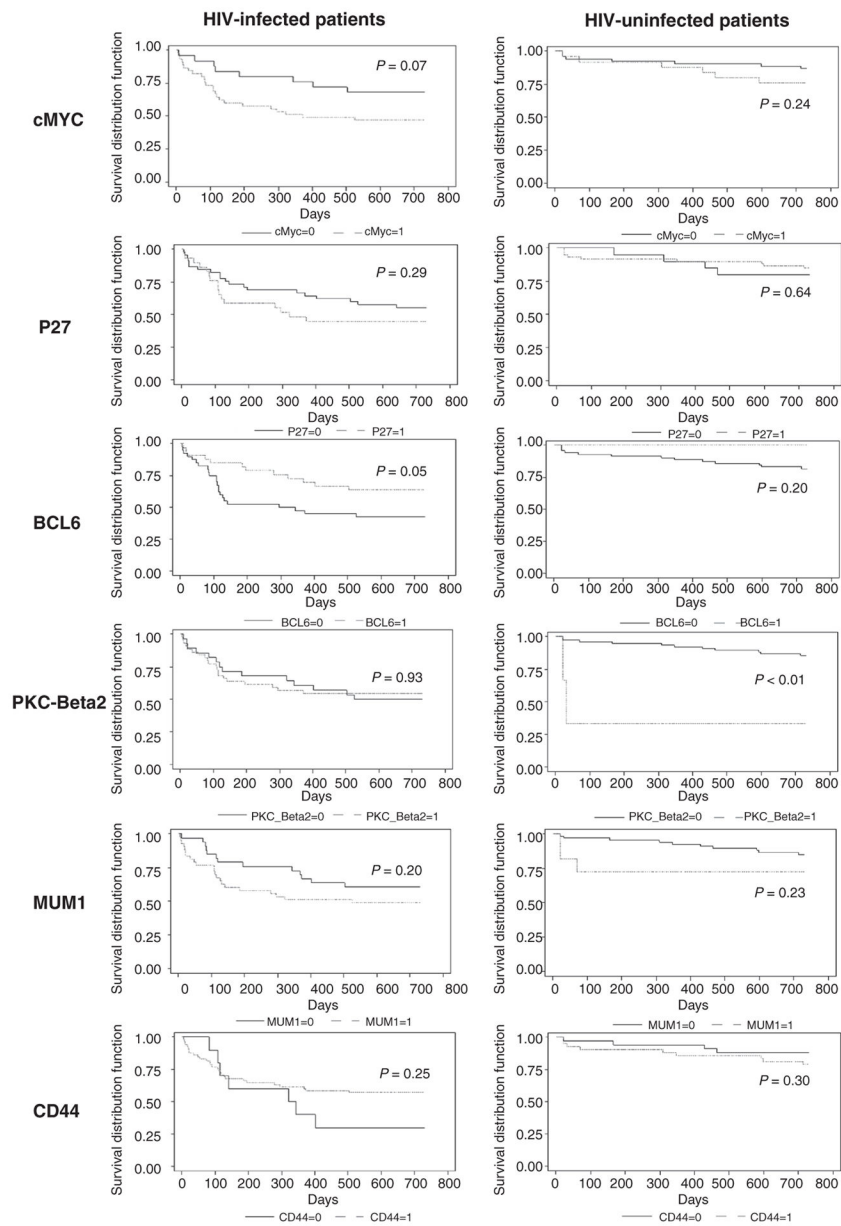 HIV-infected patients HIV-uninfected patients
cMYC
Survival distribution function
1.00
0.75
0.50
0.25
0.00
P = 0.07
0 100 200 300 400 500 600 700 800
Days
cMyc=0 cMyc=1
Survival distribution function
1.00
0.75
0.50
0.25
0.00
P = 0.24
0 100 200 300 400 500 600 700 800
Days
cMyc=0 cMyc=1
P27
Survival distribution function
1.00
0.75
0.50
0.25
0.00
P = 0.29
0 100 200 300 400 500 600 700 800
Days
P27=0 P27=1
Survival distribution function
1.00
0.75
0.50
0.25
0.00
P = 0.64
0 100 200 300 400 500 600 700 800
Days
P27=0 P27=1
BCL6
Survival distribution function
1.00
0.75
0.50
0.25
0.00
P = 0.05
0 100 200 300 400 500 600 700 800
Days
BCL6=0 BCL6=1
Survival distribution function
1.00
0.75
0.50
0.25
0.00
P = 0.20
0 100 200 300 400 500 600 700 800
Days
BCL6=0 BCL6=1
PKC-Beta2
Survival distribution function
1.00
0.75
0.50
0.25
0.00
P = 0.93
0 100 200 300 400 500 600 700 800
Days
PKC_Beta2=0 PKC_Beta2=1
Survival distribution function
1.00
0.75
0.50
0.25
0.00
P < 0.01
0 100 200 300 400 500 600 700 800
Days
PKC_Beta2=0 PKC_Beta2=1
MUM1
Survival distribution function
1.00
0.75
0.50
0.25
0.00
P = 0.20
0 100 200 300 400 500 600 700 800
Days
MUM1=0 MUM1=1
Survival distribution function
1.00
0.75
0.50
0.25
0.00
P = 0.23
0 100 200 300 400 500 600 700 800
Days
MUM1=0 MUM1=1
CD44
Survival distribution function
1.00
0.75
0.50
0.25
0.00
P = 0.25
0 100 200 300 400 500 600 700 800
Days
CD44=0 CD44=1
Survival distribution function
1.00
0.75
0.50
0.25
0.00
P = 0.30
0 100 200 300 400 500 600 700 800
Days
CD44=0 CD44=1